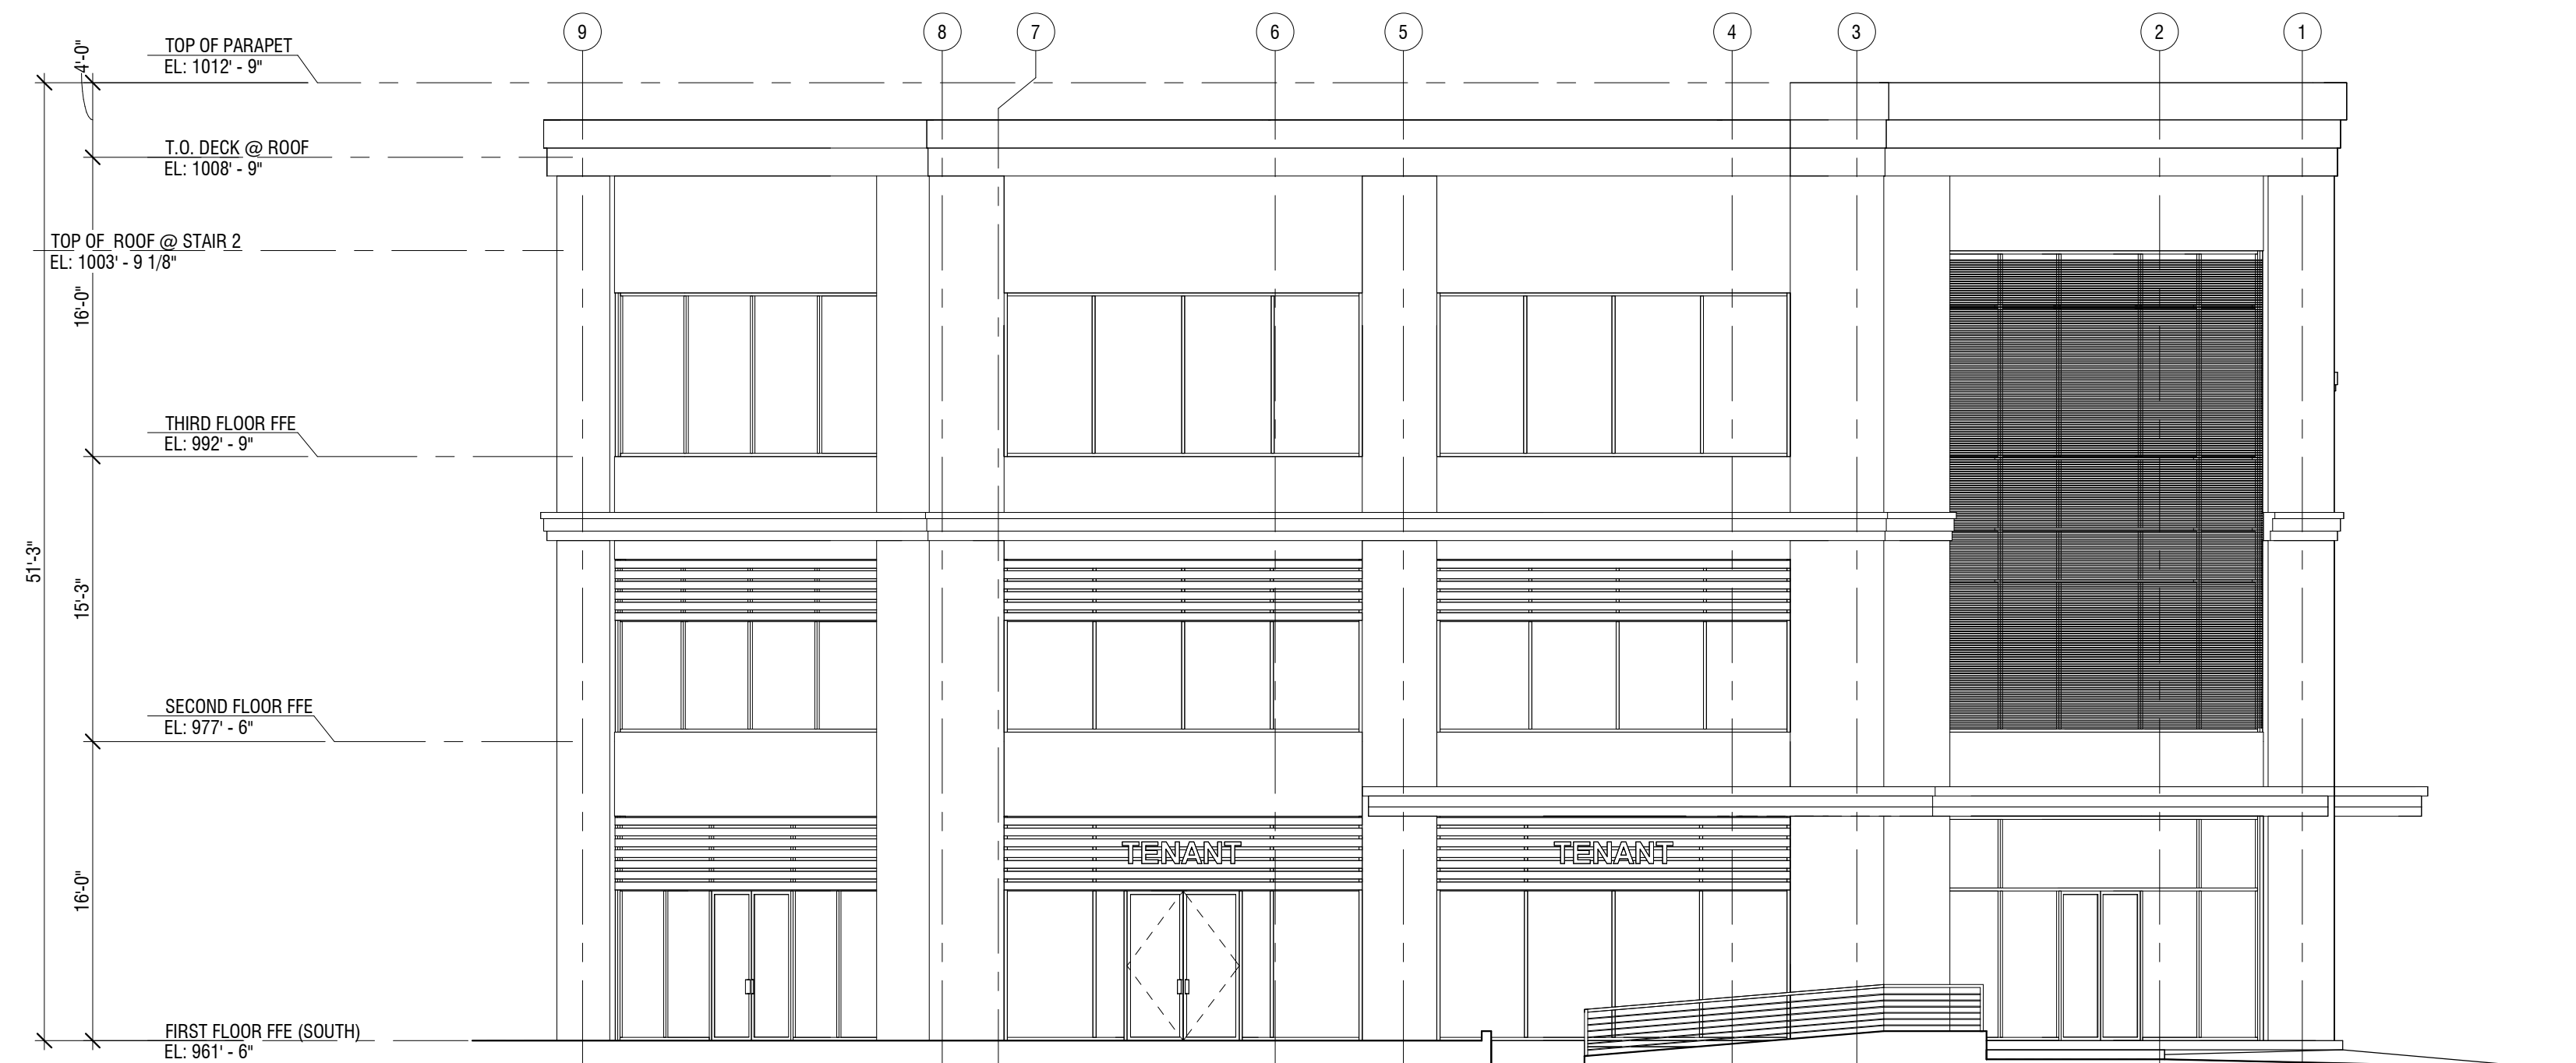 9 8 7 6 5 4 3 2 1
TOP OF PARAPET
EL: 1012' - 9"
4'-0"
T.O. DECK @ ROOF
EL: 1008' - 9"
TOP OF ROOF @ STAIR 2
EL: 1003' - 9 1/8"
16'-0"
THIRD FLOOR FFE
EL: 992' - 9"
51'-3"
15'-3"
SECOND FLOOR FFE
EL: 977' - 6"
TENANT TENANT
16'-0"
FIRST FLOOR FFE (SOUTH)
EL: 961' - 6"